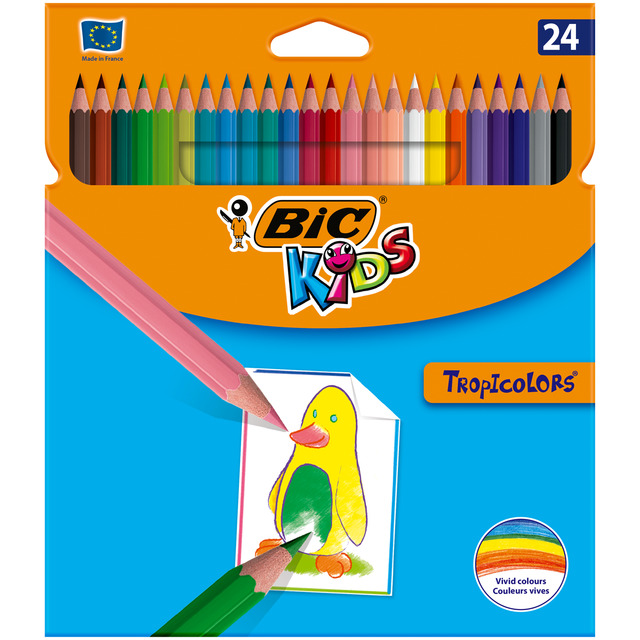 Made in France
24
BiC®
KIDS
TROPICOLORS®
Vivid colours
Couleurs vives